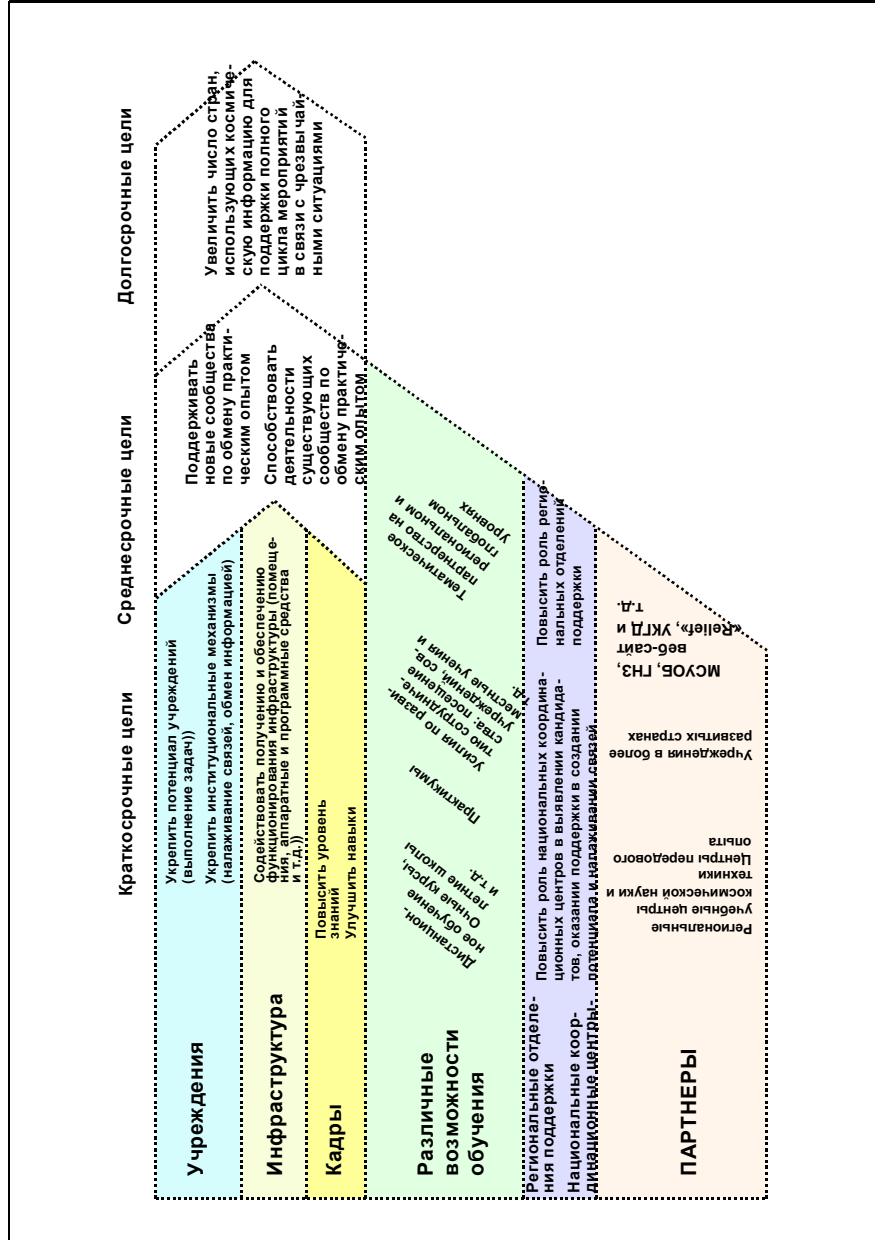 Краткосрочные цели
Среднесрочные цели
Долгосрочные цели
Учреждения
Укрепить потенциал учреждений
(выполнение задач))
Укрепить институциональные механизмы
(налаживание связей, обмен информацией)
Инфраструктура
Содействовать получению и обеспечению
функционирования инфраструктуры (помеще-
ния, аппаратные и программные средства
и т.д.))
Кадры
Повысить уровень
знаний
Улучшить навыки
Поддерживать
новые сообщества
по обмену практи-
ческим опытом
Способствовать
деятельности
существующих
сообществ по
обмену практиче-
ским опытом
Увеличить число стран,
использующих космиче-
скую информацию для
поддержки полного
цикла мероприятий
в связи с чрезвычай-
ными ситуациями
Различные
возможности
обучения
Дистанцион-
ное обучение
Очные курсы,
летние школы
и т.д.
Практикумы
Усилия по разви-
тию сотрудниче-
ства: посещение
учреждений, сов-
местные учения и
т.д.
Тематическое
партнерство на
региональном и
глобальном
уровнях
Региональные отделе-
ния поддержки
Национальные коор-
динационные центры-
Повысить роль национальных координа-
ционных центров в выявлении кандида-
тов, оказании поддержки в создании
потенциала и налаживании связей
Повысить роль регио-
нальных отделений
поддержки
ПАРТНЕРЫ
Региональные
учебные центры
космической науки и
техники
Центры передового
опыта
Учреждения в более
развитых странах
МСУОБ, ГНЗ,
веб-сайт
«Relief», УКГД и
т.д.